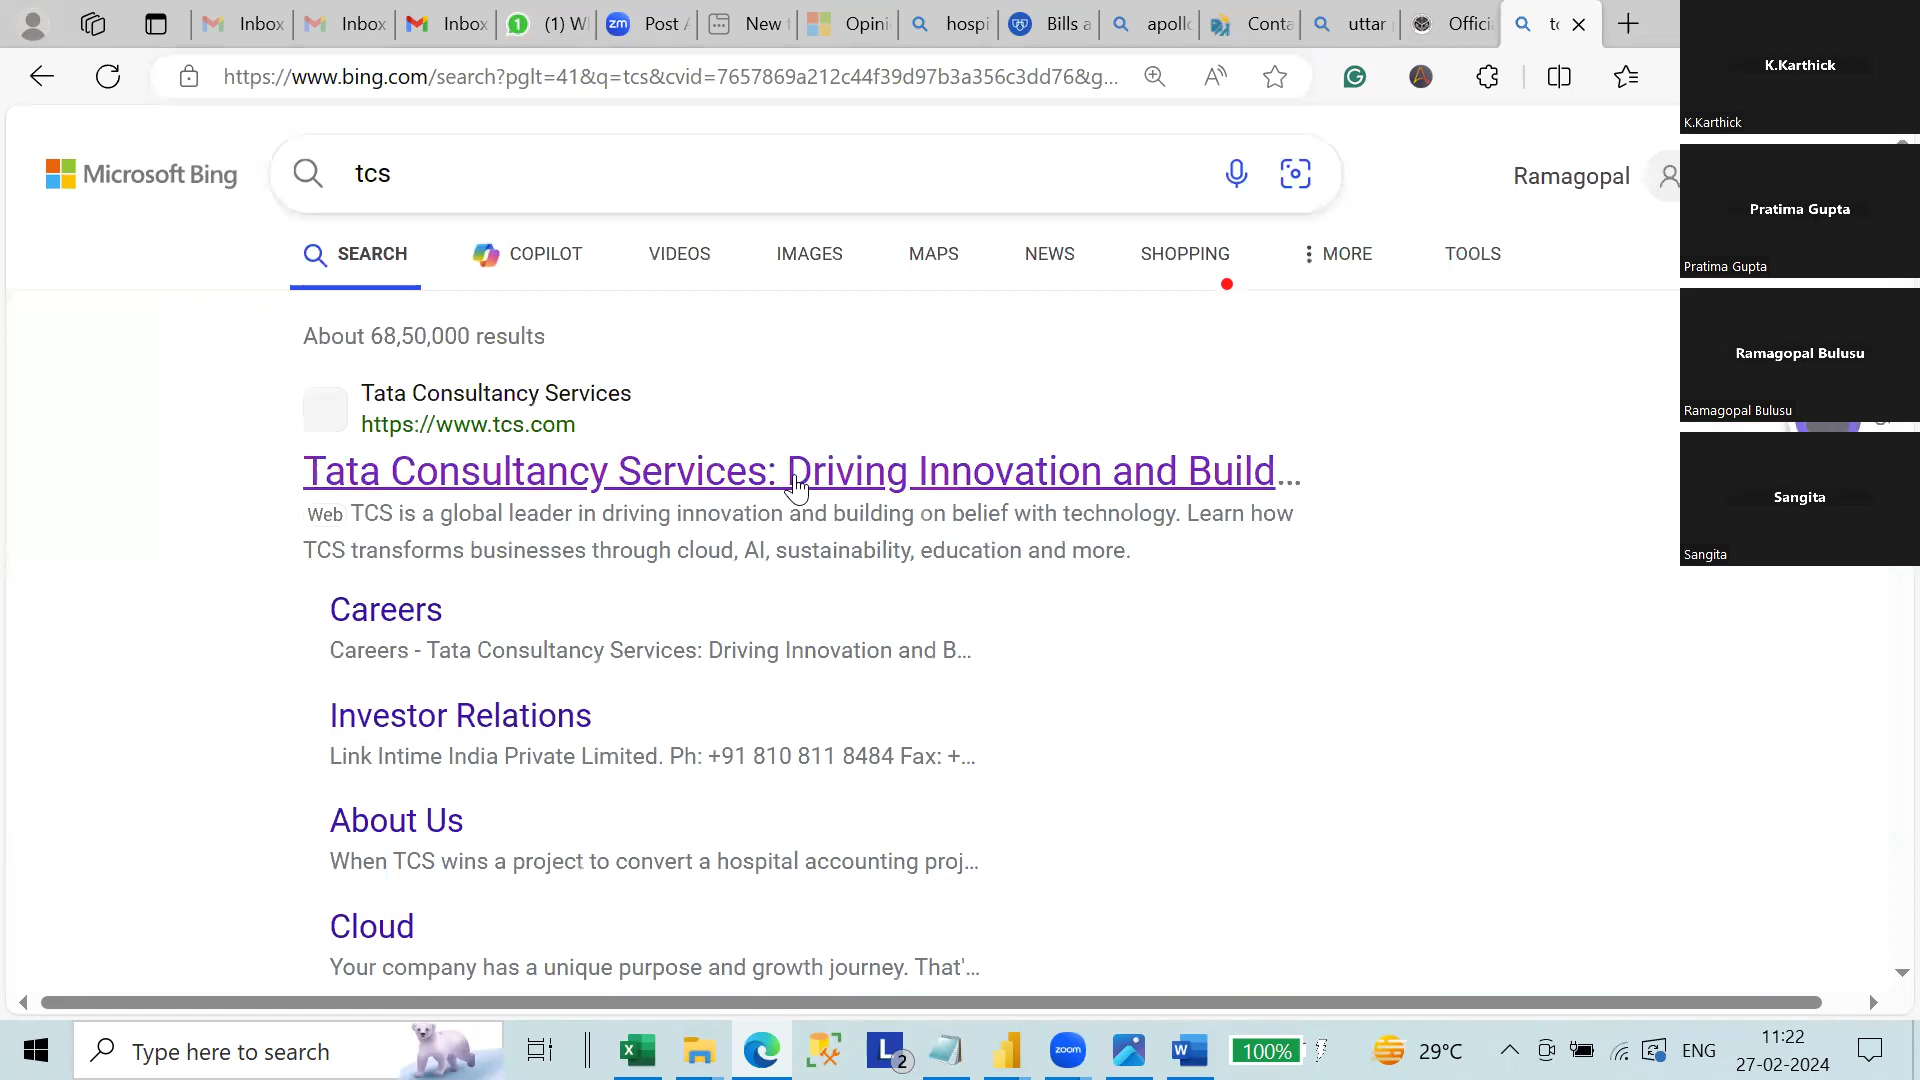 Inbox
Inbox
Inbox
1
(1) W
zm
Post A
New t
Opini
hospi
Bills a
apollo
Conta
uttar
Offici
tc
https://www.bing.com/search?pglt=41&q=tcs&cvid=7657869a212c44f39d97b3a356c3dd76&g...
K.Karthick
K.Karthick
Microsoft Bing
tcs
Ramagopal
Pratima Gupta
Pratima Gupta
SEARCH
COPILOT
VIDEOS
IMAGES
MAPS
NEWS
SHOPPING
MORE
TOOLS
About 68,50,000 results
Ramagopal Bulusu
Ramagopal Bulusu
Tata Consultancy Services
https://www.tcs.com
Tata Consultancy Services: Driving Innovation and Build...
Web TCS is a global leader in driving innovation and building on belief with technology. Learn how
TCS transforms businesses through cloud, AI, sustainability, education and more.
Sangita
Sangita
Careers
Careers - Tata Consultancy Services: Driving Innovation and B...
Investor Relations
Link Intime India Private Limited. Ph: +91 810 811 8484 Fax: +...
About Us
When TCS wins a project to convert a hospital accounting proj...
Cloud
Your company has a unique purpose and growth journey. That'...
Type here to search
L
2
zoom
100%
29°C
ENG
11:22
27-02-2024